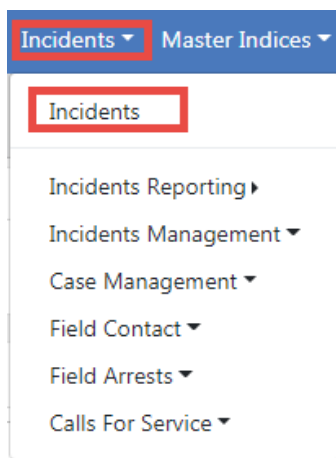 Incidents Master Indices
Incidents
Incidents Reporting
Incidents Management
Case Management
Field Contact
Field Arrests
Calls For Service